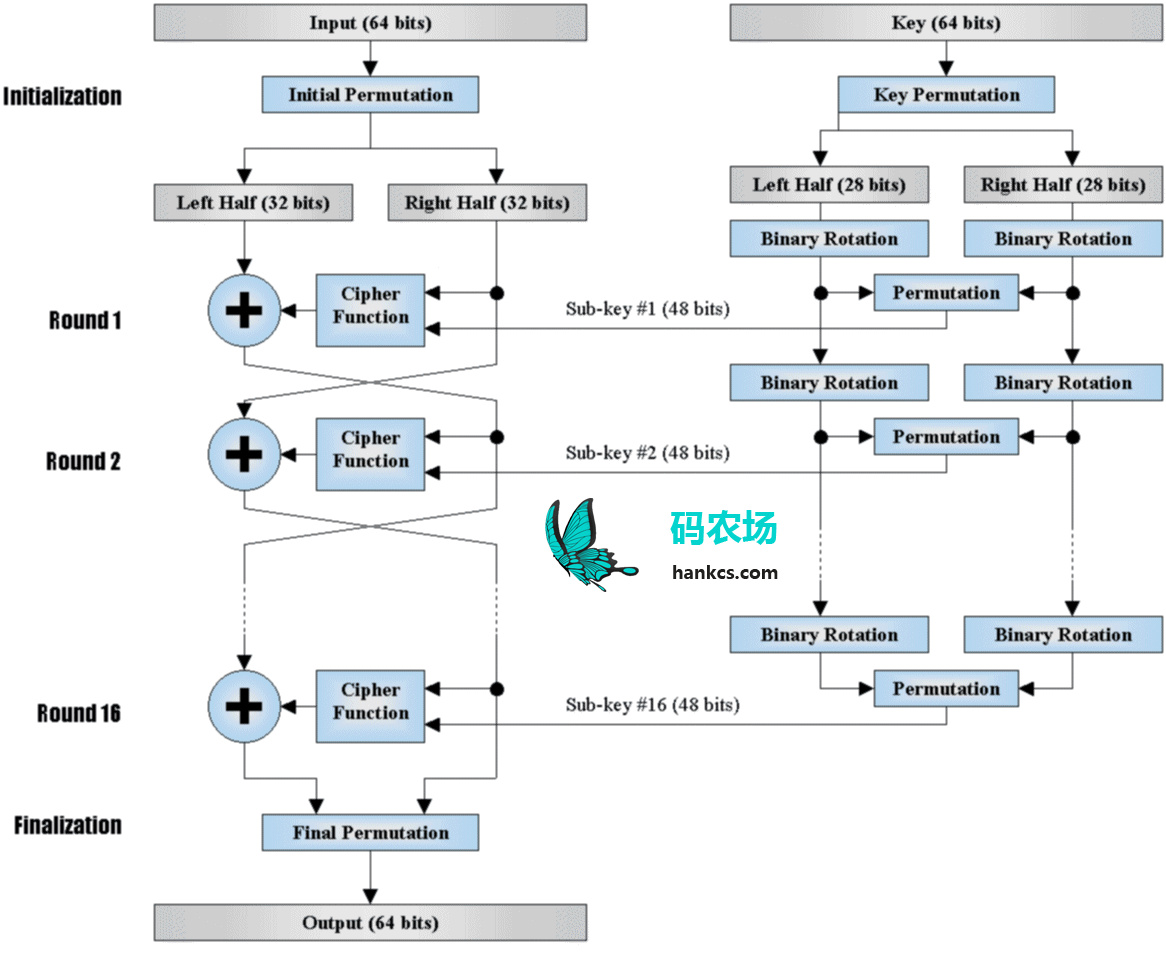 Input (64 bits)
Key (64 bits)
Initialization
Initial Permutation
Key Permutation
Left Half (32 bits)
Right Half (32 bits)
Left Half (28 bits)
Right Half (28 bits)
Binary Rotation
Binary Rotation
Round 1
Cipher
Function
Sub-key #1 (48 bits)
Permutation
Binary Rotation
Binary Rotation
Round 2
Cipher
Function
Sub-key #2 (48 bits)
Permutation
码农场
hankcs.com
Binary Rotation
Binary Rotation
Round 16
Cipher
Function
Sub-key #16 (48 bits)
Permutation
Finalization
Final Permutation
Output (64 bits)